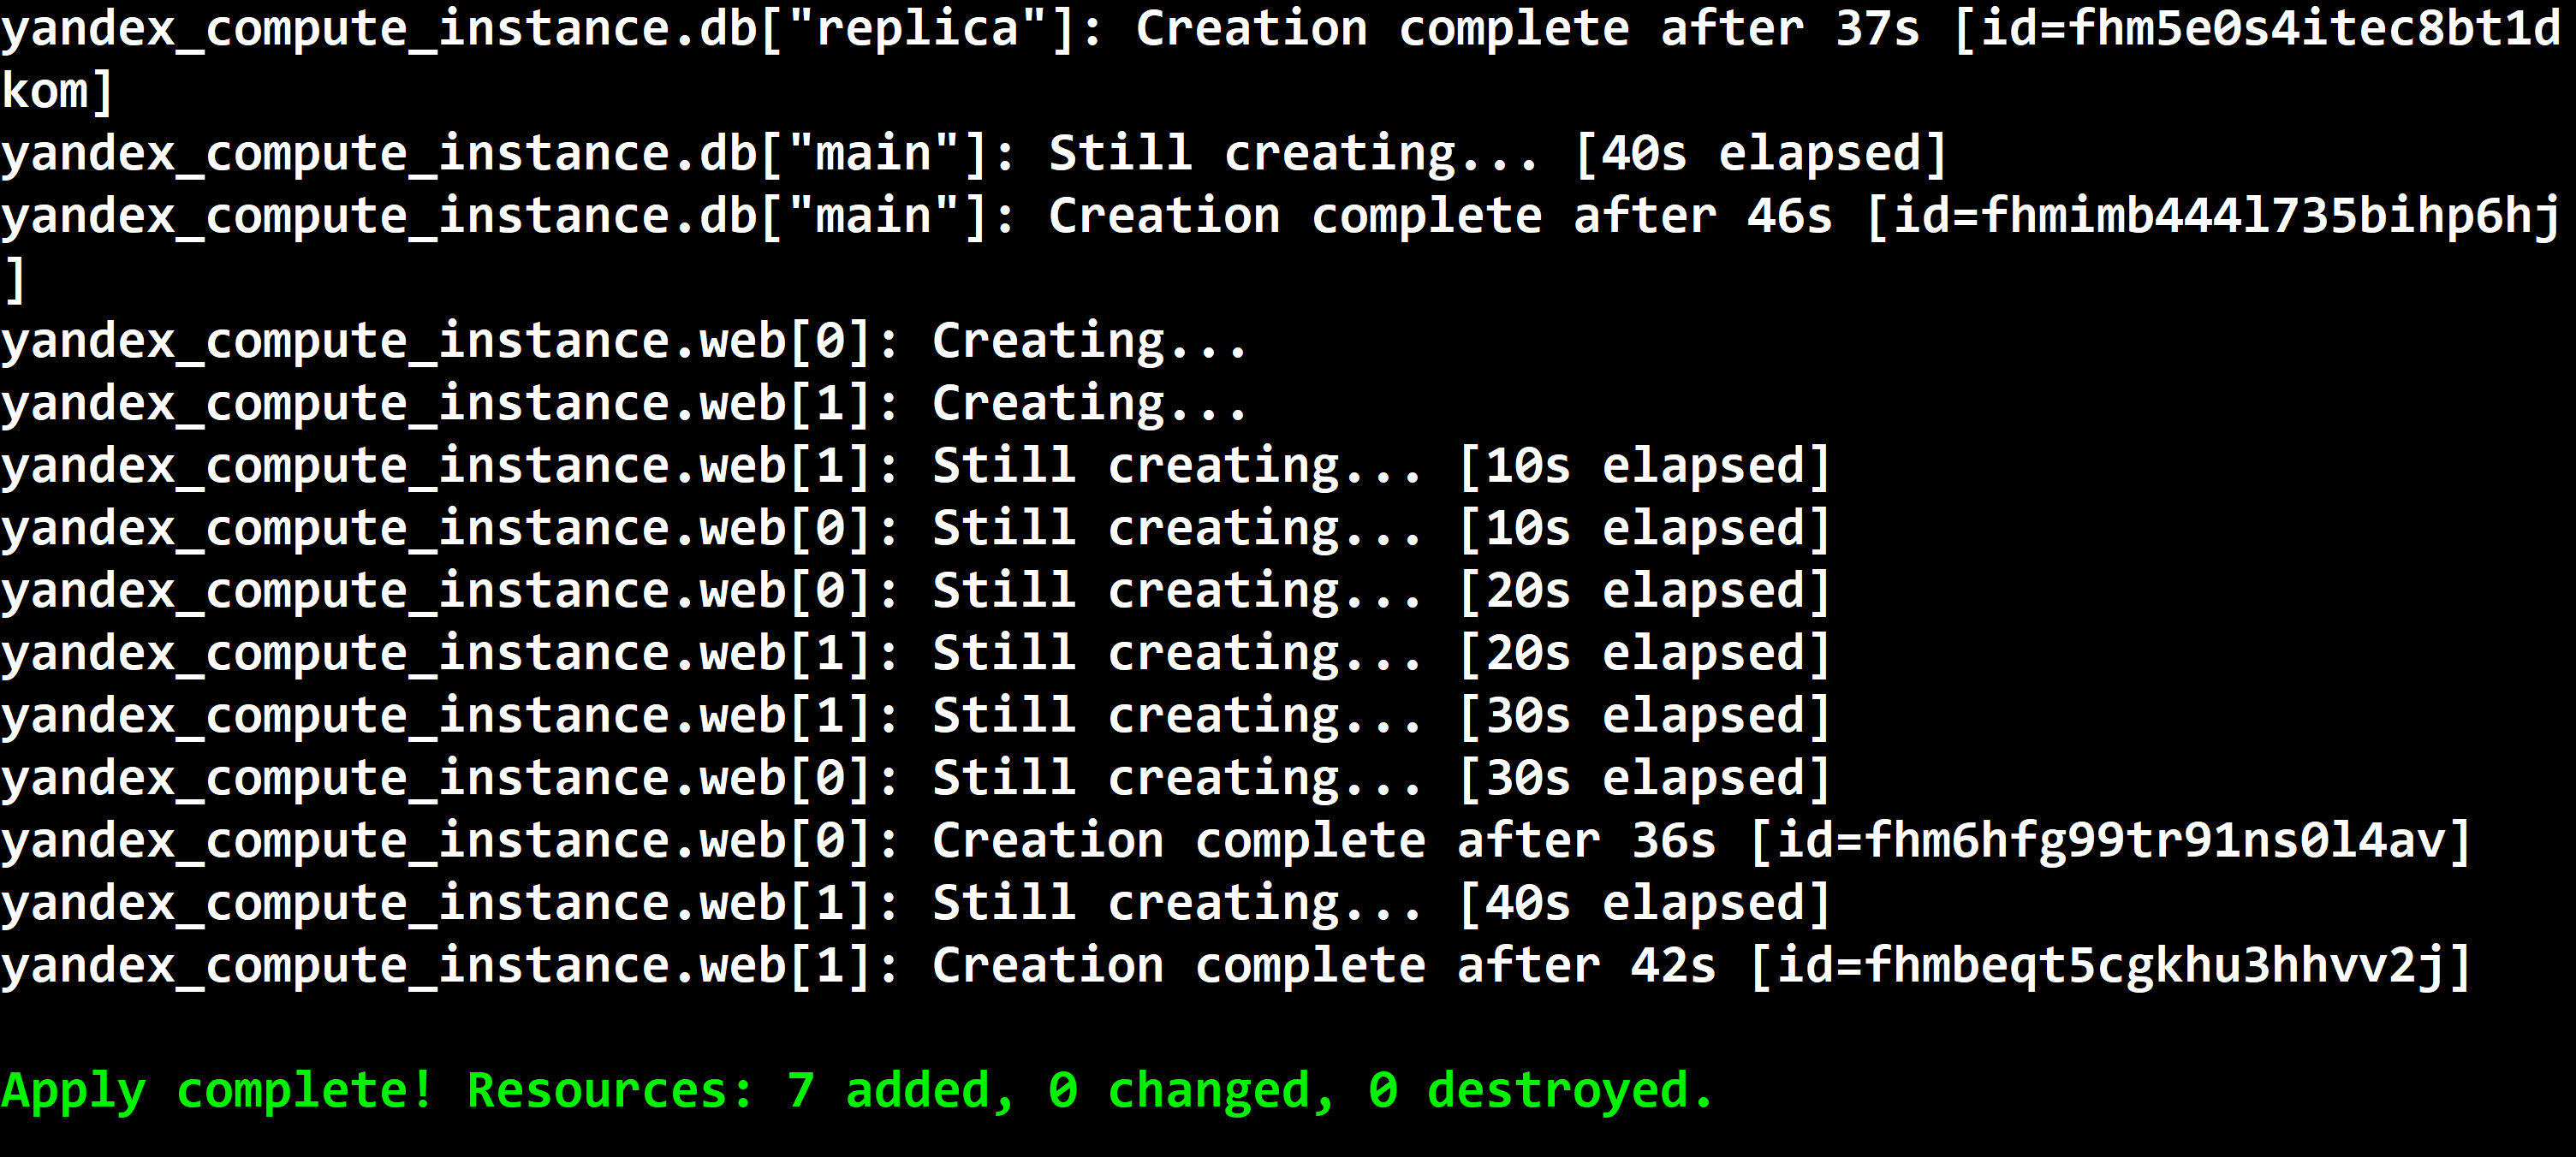 yandex_compute_instance.db["replica"]: Creation complete after 37s [id=fhm5e0s4itec8bt1d
kom]
yandex_compute_instance.db["main"]: Still creating... [40s elapsed]
yandex_compute_instance.db["main"]: Creation complete after 46s [id=fhmimb444l735bihp6hj
]
yandex_compute_instance.web[0]: Creating...
yandex_compute_instance.web[1]: Creating...
yandex_compute_instance.web[1]: Still creating... [10s elapsed]
yandex_compute_instance.web[0]: Still creating... [10s elapsed]
yandex_compute_instance.web[0]: Still creating... [20s elapsed]
yandex_compute_instance.web[1]: Still creating... [20s elapsed]
yandex_compute_instance.web[1]: Still creating... [30s elapsed]
yandex_compute_instance.web[0]: Still creating... [30s elapsed]
yandex_compute_instance.web[0]: Creation complete after 36s [id=fhm6hfg99tr91ns0l4av]
yandex_compute_instance.web[1]: Still creating... [40s elapsed]
yandex_compute_instance.web[1]: Creation complete after 42s [id=fhmbeqt5cgkhu3hhvv2j]
Apply complete! Resources: 7 added, 0 changed, 0 destroyed.